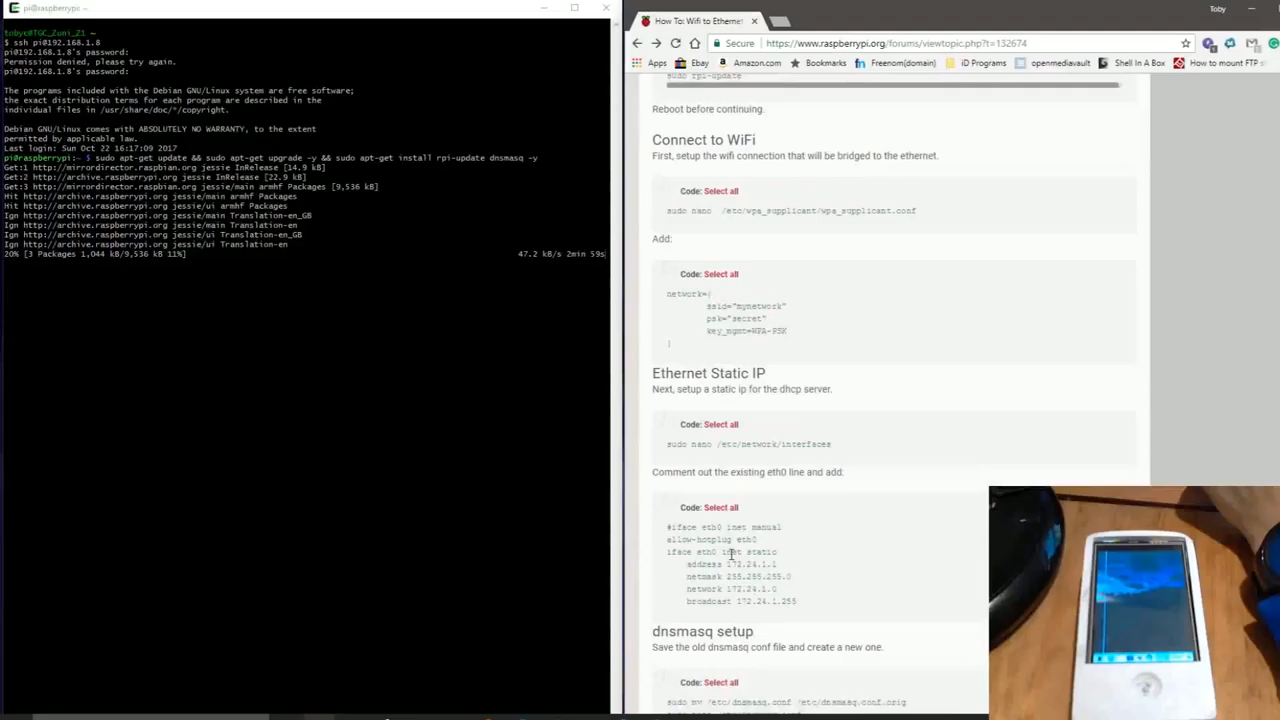 pi@raspberrypi: ~
tobyc@TGC_Zuni_Z1 ~
$ ssh pi@192.168.1.8
pi@192.168.1.8's password:
Permission denied, please try again.
pi@192.168.1.8's password:
The programs included with the Debian GNU/Linux system are free software;
the exact distribution terms for each program are described in the
individual files in /usr/share/doc/*/copyright.
Debian GNU/Linux comes with ABSOLUTELY NO WARRANTY, to the extent
permitted by applicable law.
Last login: Sun Oct 22 16:17:09 2017
pi@raspberrypi:~ $ sudo apt-get update && sudo apt-get upgrade -y && sudo apt-get install rpi-update dnsmasq -y
Get:1 http://mirrordirector.raspbian.org jessie InRelease [14.9 kB]
Get:2 http://archive.raspberrypi.org jessie InRelease [22.9 kB]
Get:3 http://mirrordirector.raspbian.org jessie/main armhf Packages [9,536 kB]
Hit http://archive.raspberrypi.org jessie/main armhf Packages
Hit http://archive.raspberrypi.org jessie/ui armhf Packages
Ign http://archive.raspberrypi.org jessie/main Translation-en_GB
Ign http://archive.raspberrypi.org jessie/main Translation-en
Ign http://archive.raspberrypi.org jessie/ui Translation-en_GB
Ign http://archive.raspberrypi.org jessie/ui Translation-en
20% [3 Packages 1,044 kB/9,536 kB 11%] 47.2 kB/s 2min 59s
How To: Wifi to Ethernet
Toby
Secure https://www.raspberrypi.org/forums/viewtopic.php?t=132674
Apps Ebay Amazon.com Bookmarks Freenom(domain) iD Programs openmediavault Shell In A Box How to mount FTP s
sudo rpi-update
Reboot before continuing.
Connect to WiFi
First, setup the wifi connection that will be bridged to the ethernet.
Code: Select all
sudo nano /etc/wpa_supplicant/wpa_supplicant.conf
Add:
Code: Select all
network={
ssid="mynetwork"
psk="secret"
key_mgmt=WPA-PSK
}
Ethernet Static IP
Next, setup a static ip for the dhcp server.
Code: Select all
sudo nano /etc/network/interfaces
Comment out the existing eth0 line and add:
Code: Select all
#iface eth0 inet manual
allow-hotplug eth0
iface eth0 inet static
address 172.24.1.1
netmask 255.255.255.0
network 172.24.1.0
broadcast 172.24.1.255
dnsmasq setup
Save the old dnsmasq conf file and create a new one.
Code: Select all
sudo mv /etc/dnsmasq.conf /etc/dnsmasq.conf.orig